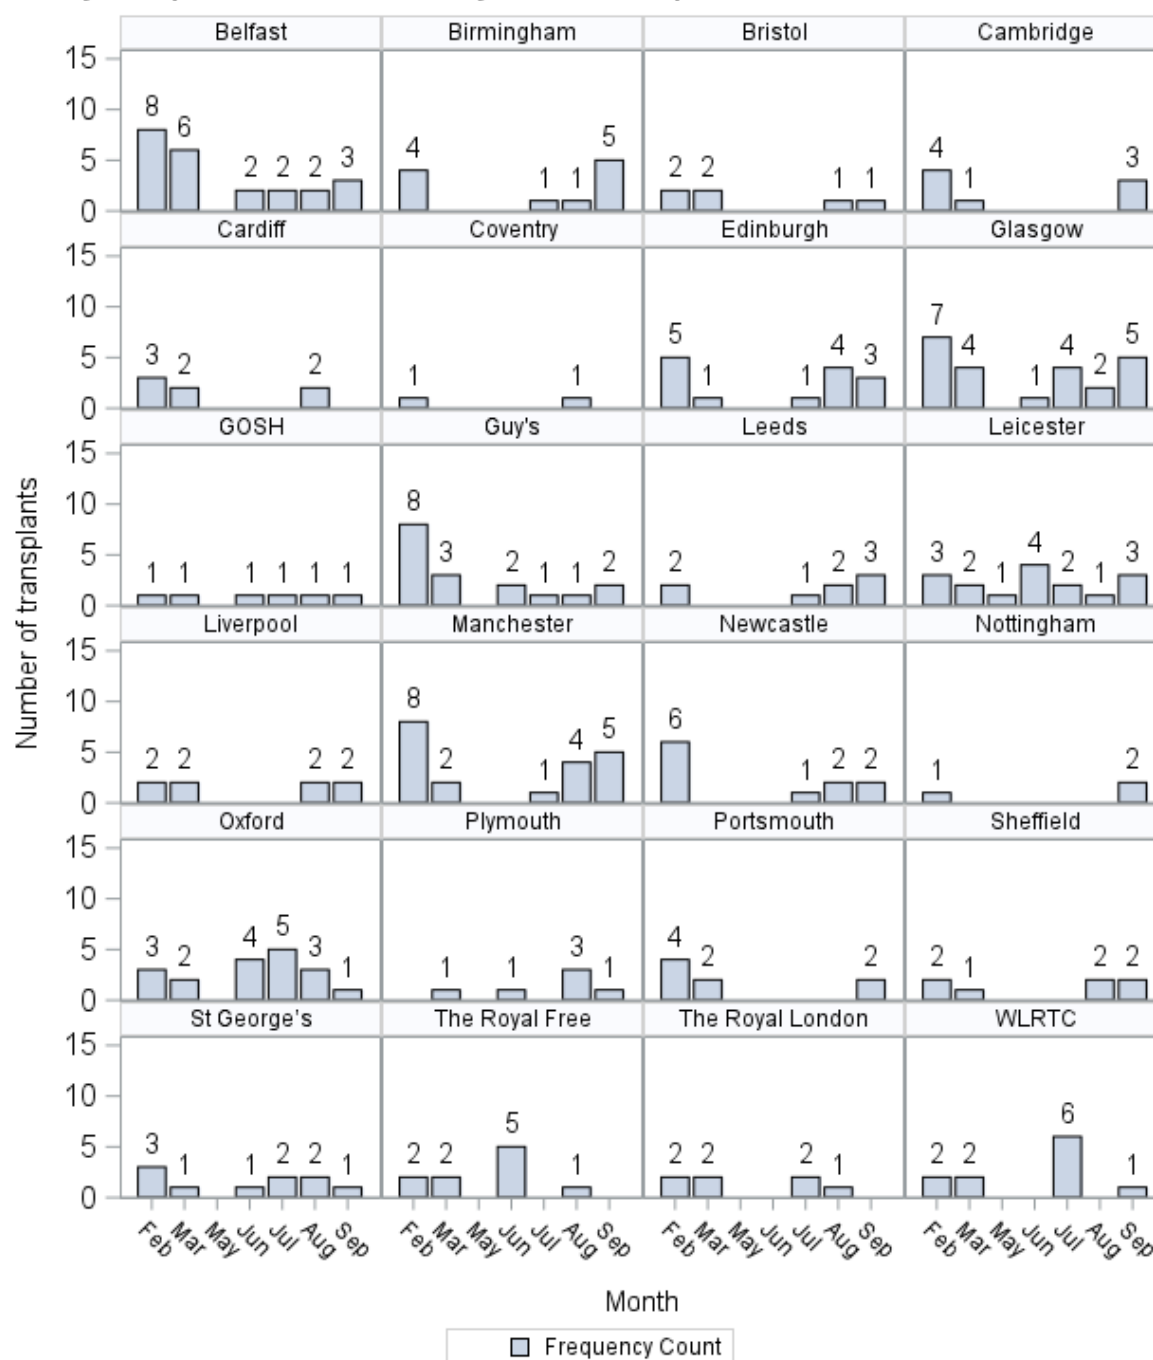 Belfast Birmingham Bristol Cambridge
15
10
5
0
8 6 2 2 2 3
4 1 1 5
2 2 1 1
4 1 3
Cardiff Coventry Edinburgh Glasgow
15
10
5
0
3 2 2
1 1
5 1 1 4 3
7 4 1 4 2 5
GOSH Guy's Leeds Leicester
15
10
5
0
1 1 1 1 1 1
8 3 2 1 1 2
2 1 2 3
3 2 1 4 2 1 3
Liverpool Manchester Newcastle Nottingham
15
10
5
0
2 2 2 2
8 2 1 4 5
6 1 2 2
1 2
Oxford Plymouth Portsmouth Sheffield
15
10
5
0
3 2 4 5 3 1
1 1 3 1
4 2 2
2 1 2 2
St George's The Royal Free The Royal London WLRTC
15
10
5
0
3 1 1 2 2 1
2 2 5 1
2 2 2 1
2 2 6 1
Number of transplants
Feb Mar May Jun Jul Aug Sep
Feb Mar May Jun Jul Aug Sep
Feb Mar May Jun Jul Aug Sep
Feb Mar May Jun Jul Aug Sep
Month
Frequency Count